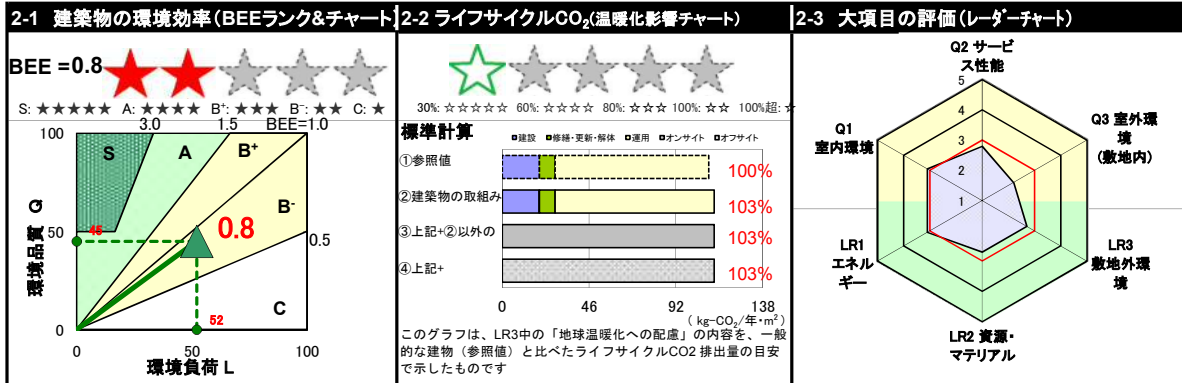 2-1 建築物の環境効率(BEEランク&チャート)
BEE =0.8
S: ★★★★★ A: ★★★★ B⁺: ★★★ B⁻: ★★ C: ★
3.0 1.5 BEE=1.0
100
S
A
B⁺
B⁻
0.8
環境品質 Q
50
46
0.5
C
52
0
0 50 100
環境負荷 L
2-2 ライフサイクルCO₂(温暖化影響チャート)
30%: ☆☆☆☆☆ 60%: ☆☆☆☆ 80%: ☆☆☆ 100%: ☆☆ 100%超: ☆
標準計算
建設 修繕・更新・解体 運用 オンサイト オフサイト
①参照値 100%
②建築物の取組み 103%
③上記+②以外の 103%
④上記+ 103%
0 46 92 138
( kg-CO₂/年・m²)
このグラフは、LR3中の「地球温暖化への配慮」の内容を、一般
的な建物(参照値)と比べたライフサイクルCO2 排出量の目安
で示したものです
2-3 大項目の評価(レーダーチャート)
Q2 サービ
ス性能
5
4
3
2
1
Q1
室内環境
Q3 室外環
境
(敷地内)
LR1
エネル
ギー
LR3
敷地外環
境
LR2 資源・
マテリアル